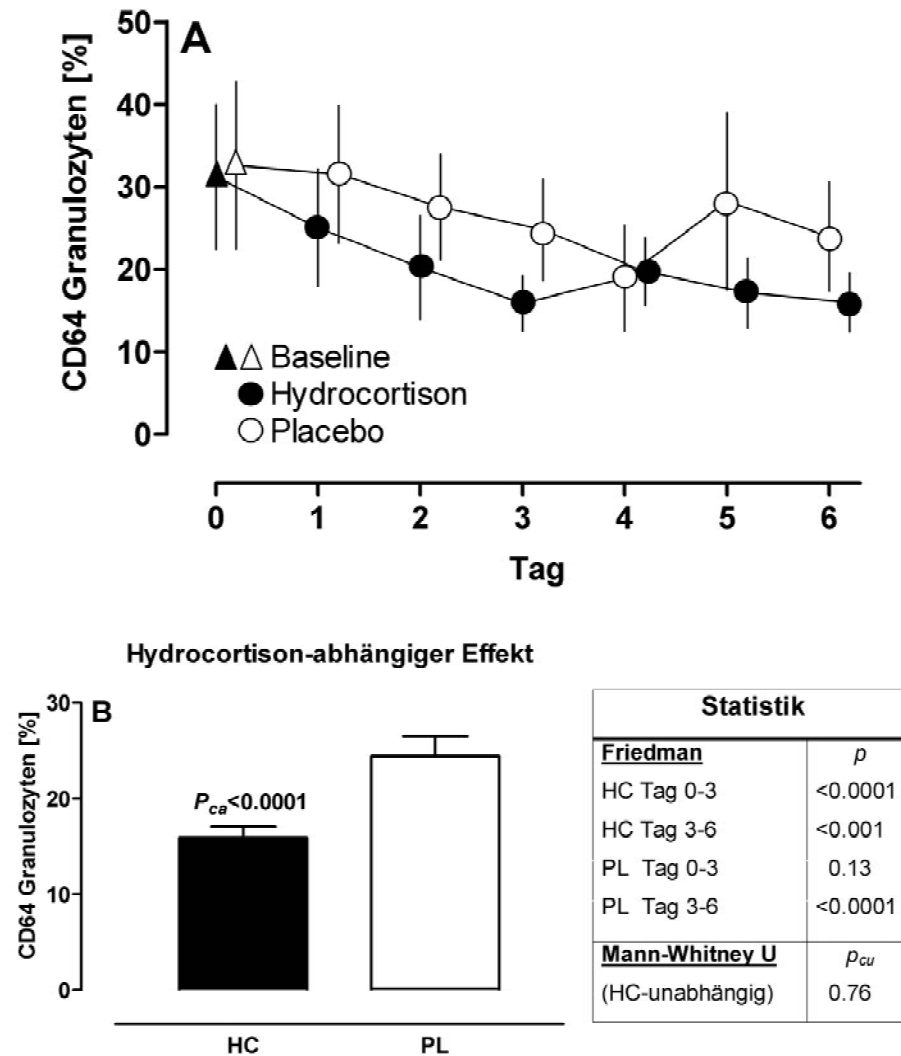 A
CD64 Granulozyten [%]
50
40
30
20
10
0
Baseline
Hydrocortison
Placebo
0 1 2 3 4 5 6
Tag
Hydrocortison-abhängiger Effekt
B
CD64 Granulozyten [%]
30
20
10
0
Pca<0.0001
HC PL
Statistik
Friedman p
HC Tag 0-3 <0.0001
HC Tag 3-6 <0.001
PL Tag 0-3 0.13
PL Tag 3-6 <0.0001
Mann-Whitney U pcu
(HC-unabhängig) 0.76